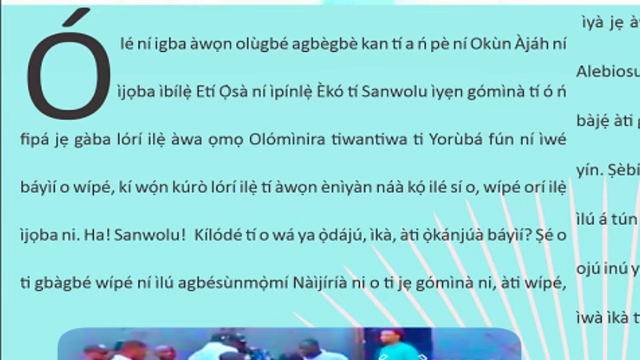 Ó lé ní igba àwọn olùgbé agbègbè kan tí a ń pè ní Okùn Àjáh ní
ìjọba ìbílẹ̀ Etí Ọ̀sà ní ìpínlẹ̀ Èkó tí Sanwolu ìyẹn gómìnà tí ó ń
fipá jẹ gàba lórí ilẹ̀ àwa ọmọ Olómìnira tiwantiwa ti Yorùbá fún ní ìwé
báyìí o wípé, kí wọ́n kúrò lórí ilẹ̀ tí àwọn ènìyàn náà kọ́ ilé sí o, wípé orí ilẹ̀
ìjọba ni. Ha! Sanwolu! Kílódé tí o wá ya ọ̀dájú, ìkà, àti ọ̀kánjúà báyìí? Ṣé o
ti gbàgbé wípé ní ìlú agbésùnmọ̀mí Nàìjíríà ni o ti jẹ gómìnà ni, àti wípé,
ìyà jẹ
Alebiosu
bàjẹ́ àti
yín. Ṣèbí
ìlú á tún
ojú inú
ìwà ìkà